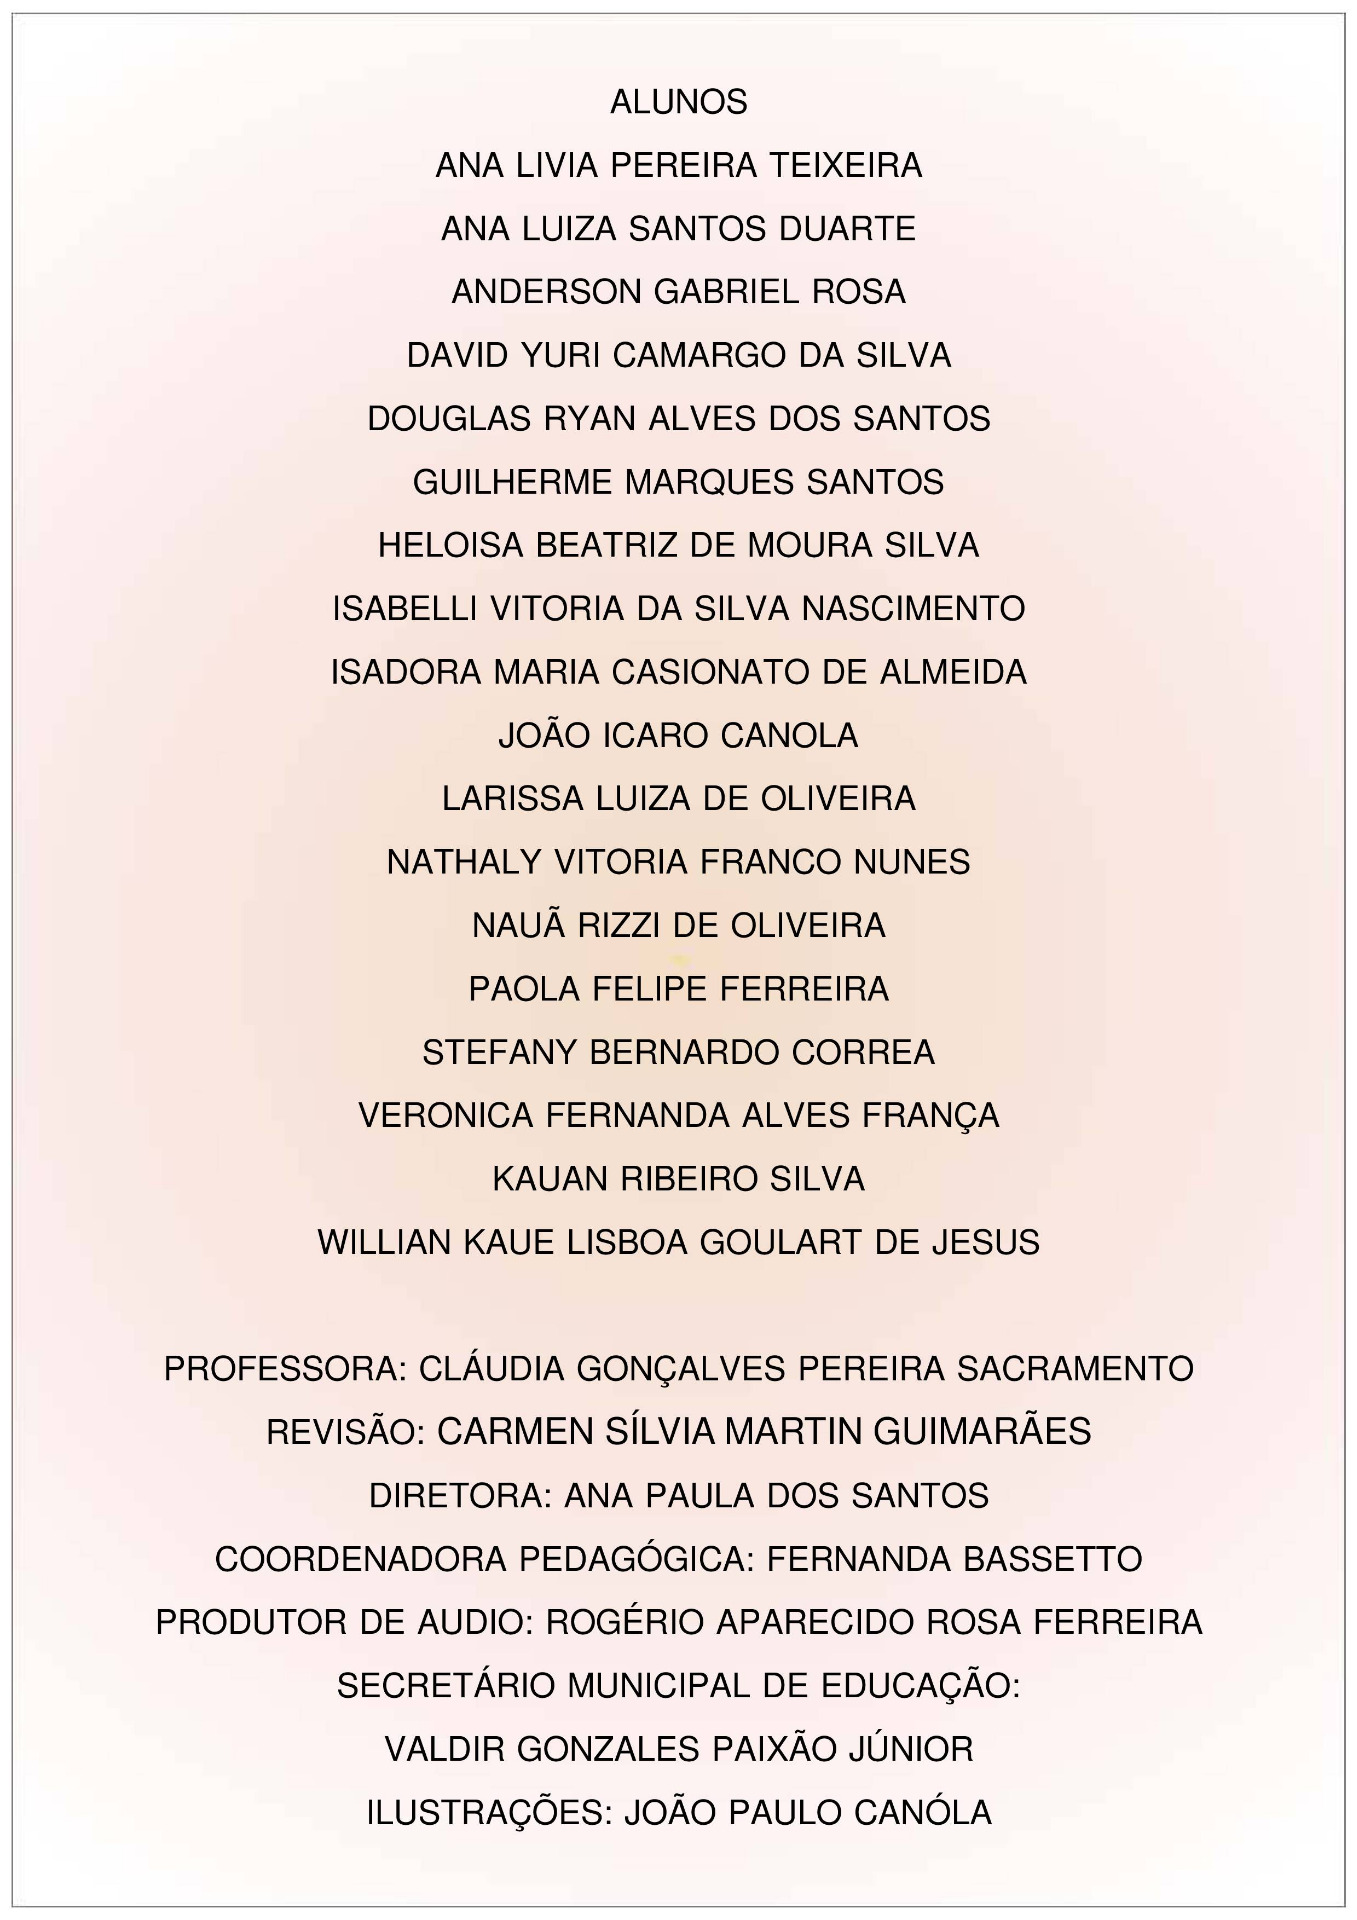 ALUNOS
ANA LIVIA PEREIRA TEIXEIRA
ANA LUIZA SANTOS DUARTE
ANDERSON GABRIEL ROSA
DAVID YURI CAMARGO DA SILVA
DOUGLAS RYAN ALVES DOS SANTOS
GUILHERME MARQUES SANTOS
HELOISA BEATRIZ DE MOURA SILVA
ISABELLI VITORIA DA SILVA NASCIMENTO
ISADORA MARIA CASIONATO DE ALMEIDA
JOÃO ICARO CANOLA
LARISSA LUIZA DE OLIVEIRA
NATHALY VITORIA FRANCO NUNES
NAUÃ RIZZI DE OLIVEIRA
PAOLA FELIPE FERREIRA
STEFANY BERNARDO CORREA
VERONICA FERNANDA ALVES FRANÇA
KAUAN RIBEIRO SILVA
WILLIAN KAUE LISBOA GOULART DE JESUS
PROFESSORA: CLÁUDIA GONÇALVES PEREIRA SACRAMENTO
REVISÃO: CARMEN SÍLVIA MARTIN GUIMARÃES
DIRETORA: ANA PAULA DOS SANTOS
COORDENADORA PEDAGÓGICA: FERNANDA BASSETTO
PRODUTOR DE AUDIO: ROGÉRIO APARECIDO ROSA FERREIRA
SECRETÁRIO MUNICIPAL DE EDUCAÇÃO:
VALDIR GONZALES PAIXÃO JÚNIOR
ILUSTRAÇÕES: JOÃO PAULO CANÓLA